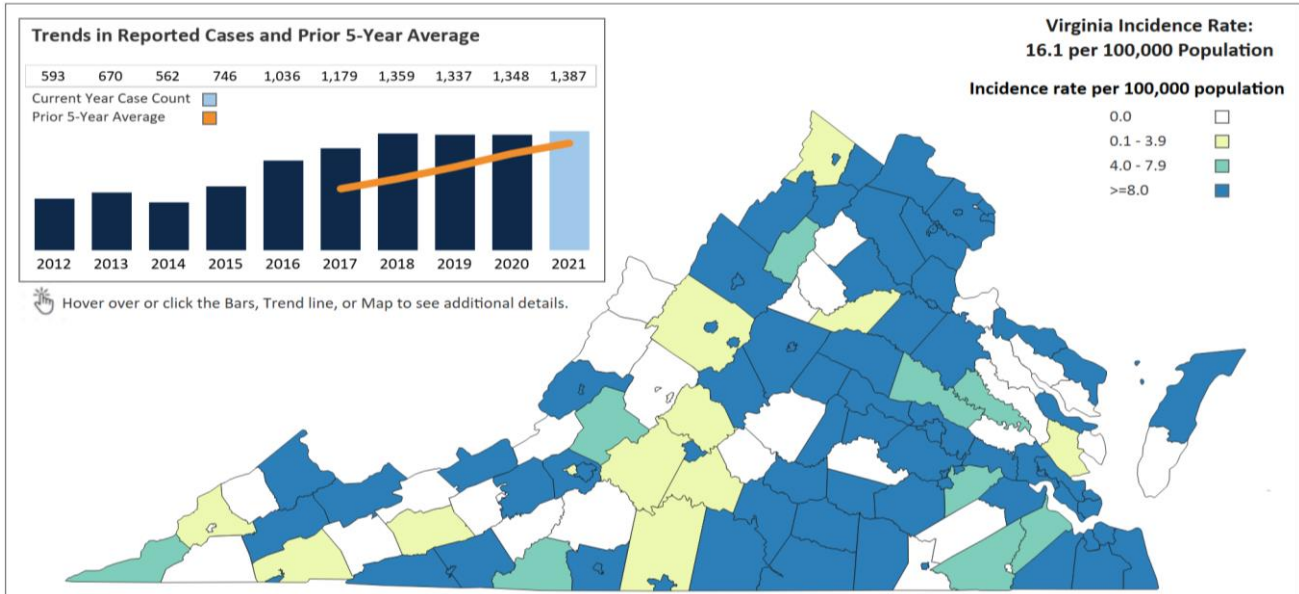 Trends in Reported Cases and Prior 5-Year Average
593 670 562 746 1,036 1,179 1,359 1,337 1,348 1,387
Current Year Case Count
Prior 5-Year Average
2012 2013 2014 2015 2016 2017 2018 2019 2020 2021
Hover over or click the Bars, Trend line, or Map to see additional details.
Virginia Incidence Rate:
16.1 per 100,000 Population
Incidence rate per 100,000 population
0.0
0.1 - 3.9
4.0 - 7.9
>=8.0